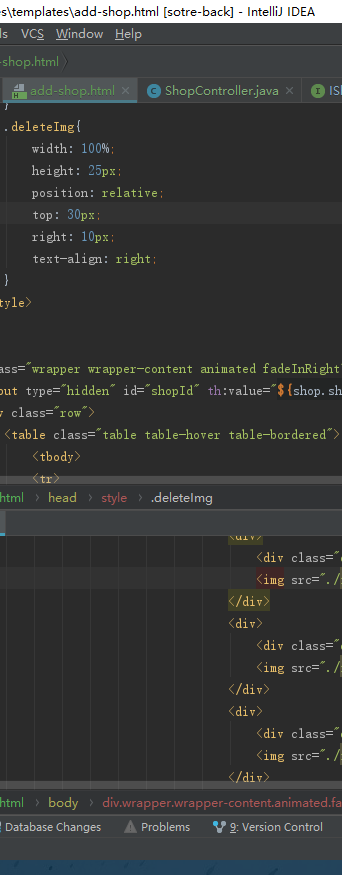 es\templates\add-shop.html [sotre-back] - IntelliJ IDEA
ls VCS Window Help
-shop.html
add-shop.html × ShopController.java × ISh
}
.deleteImg{
width: 100%;
height: 25px;
position: relative;
top: 30px;
right: 10px;
text-align: right;
}
style>
ass="wrapper wrapper-content animated fadeInRight
put type="hidden" id="shopId" th:value="${shop.sh
v class="row">
<table class="table table-hover table-bordered">
<tbody>
<tr>
html head style .deleteImg
<div>
<div class="
<img src="./
</div>
<div>
<div class="
<img src="./
</div>
<div>
<div class="
<img src="./
</div>
html body div.wrapper.wrapper-content.animated.fa
Database Changes Problems 9: Version Control